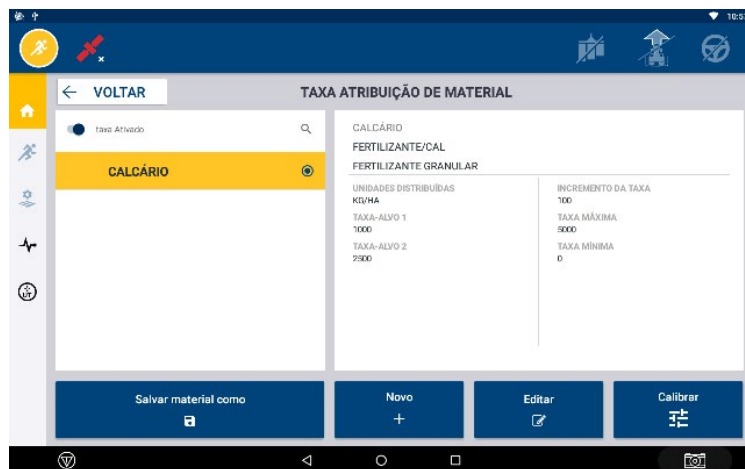 10:5
VOLTAR
TAXA ATRIBUIÇÃO DE MATERIAL
taxa Ativado
CALCÁRIO
CALCÁRIO
FERTILIZANTE/CAL
FERTILIZANTE GRANULAR
UNIDADES DISTRIBUÍDAS
KG/HA
TAXA-ALVO 1
1000
TAXA-ALVO 2
2500
INCREMENTO DA TAXA
100
TAXA MÁXIMA
5000
TAXA MÍNIMA
0
UT
Salvar material como
Novo
Editar
Calibrar